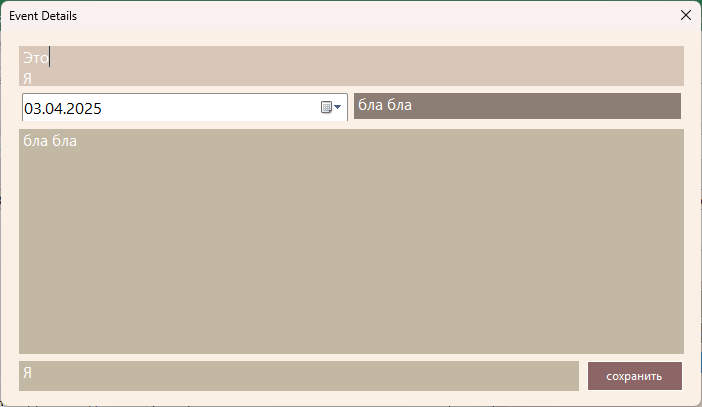 Event Details
Это
Я
03.04.2025
бла бла
бла бла
Я
сохранить